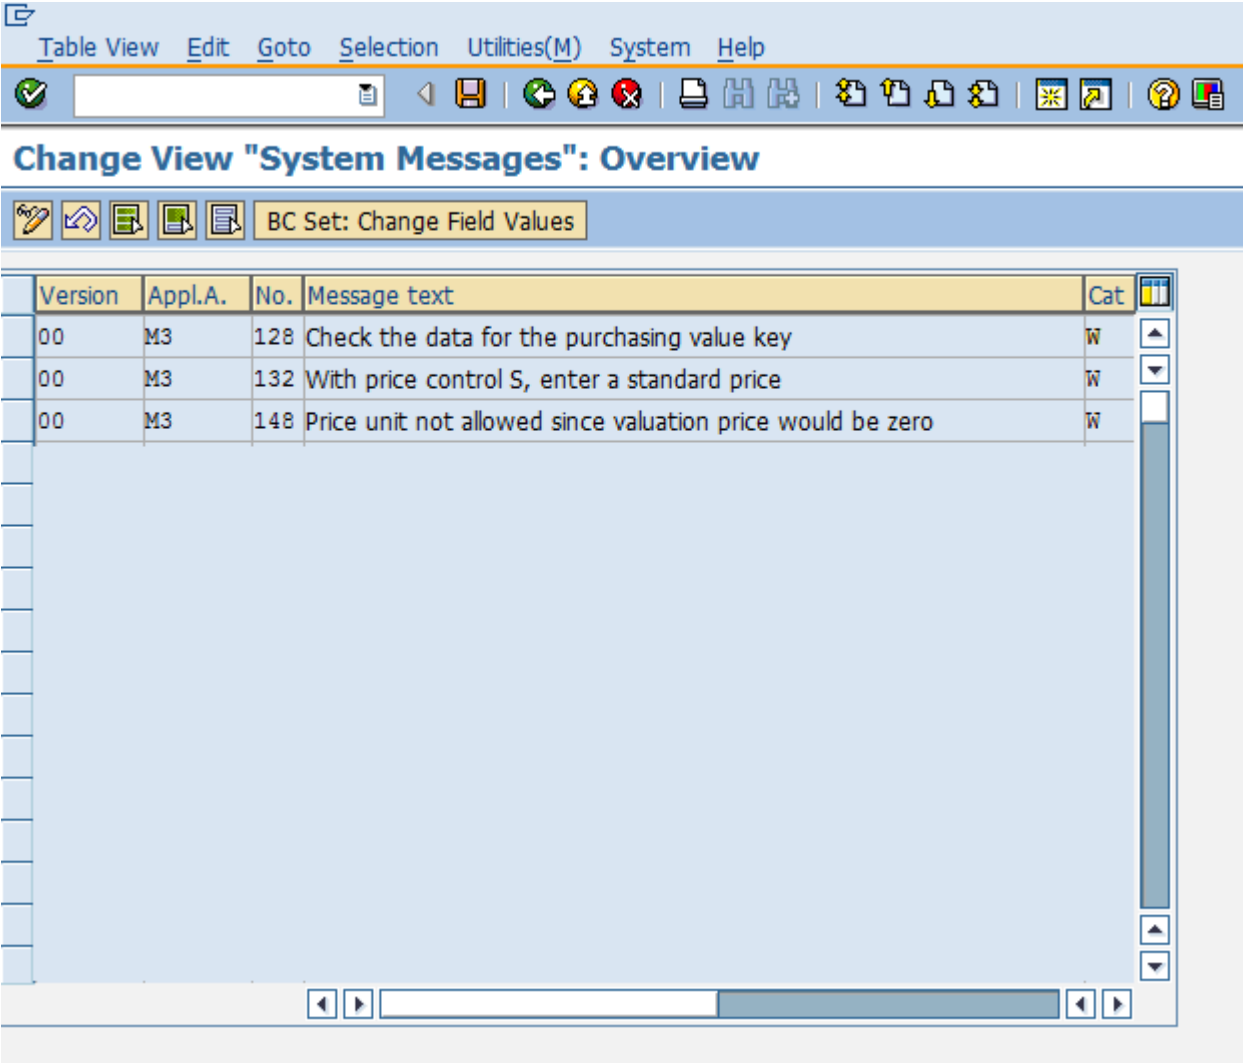 Table View Edit Goto Selection Utilities(M) System Help
Change View "System Messages": Overview
BC Set: Change Field Values
Version Appl.A. No. Message text Cat
00 M3 128 Check the data for the purchasing value key W
00 M3 132 With price control S, enter a standard price W
00 M3 148 Price unit not allowed since valuation price would be zero W